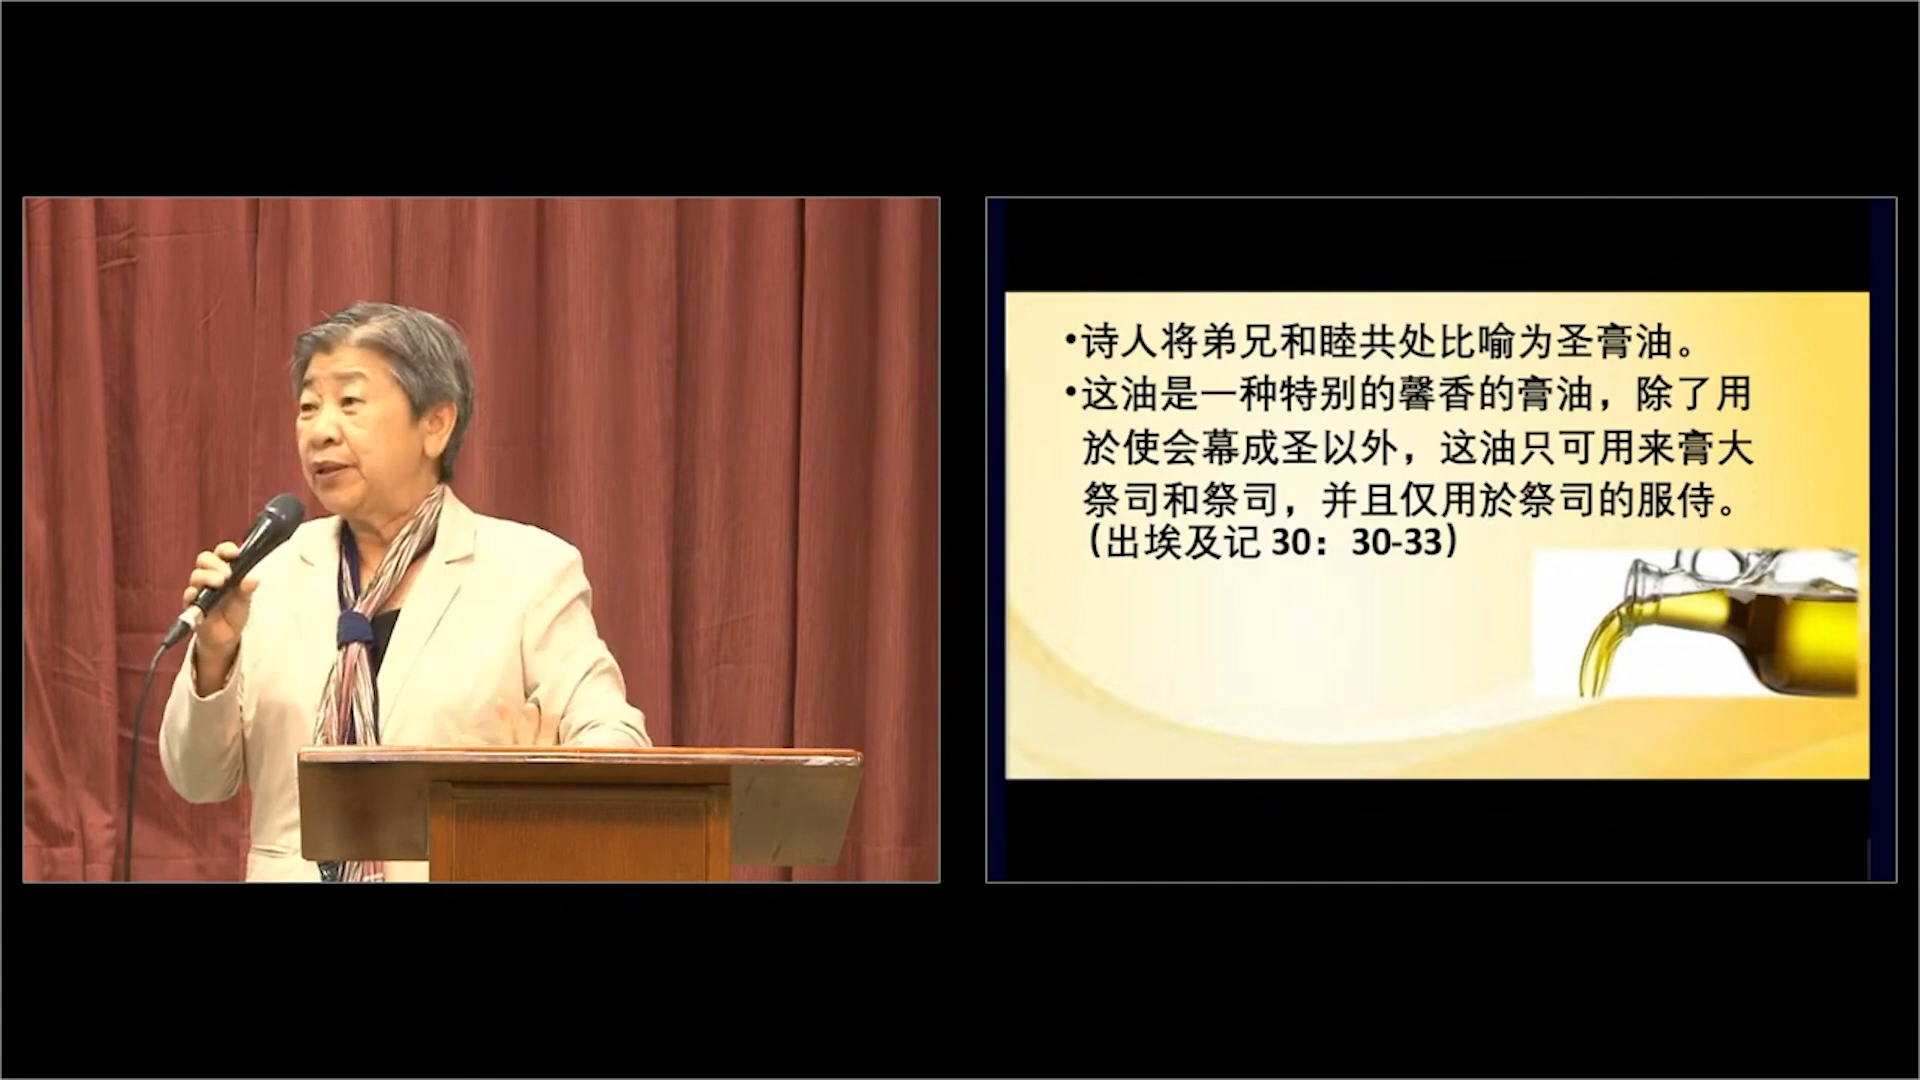 •诗人将弟兄和睦共处比喻为圣膏油。
•这油是一种特别的馨香的膏油，除了用
於使会幕成圣以外，这油只可用来膏大
祭司和祭司，并且仅用於祭司的服侍。
（出埃及记 30：30-33）